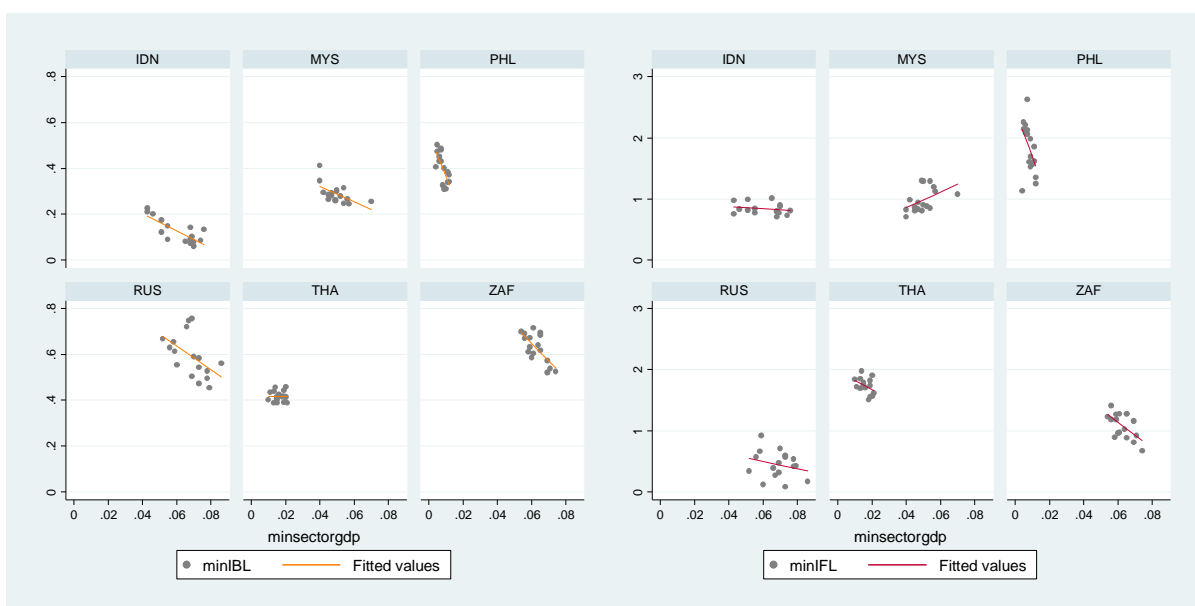 IDN MYS PHL
.8
.6
.4
.2
0
RUS THA ZAF
.8
.6
.4
.2
0
0 .02 .04 .06 .08 0 .02 .04 .06 .08 0 .02 .04 .06 .08
minsectorgdp
minIBL Fitted values
IDN MYS PHL
3
2
1
0
RUS THA ZAF
3
2
1
0
0 .02 .04 .06 .08 0 .02 .04 .06 .08 0 .02 .04 .06 .08
minsectorgdp
minIFL Fitted values